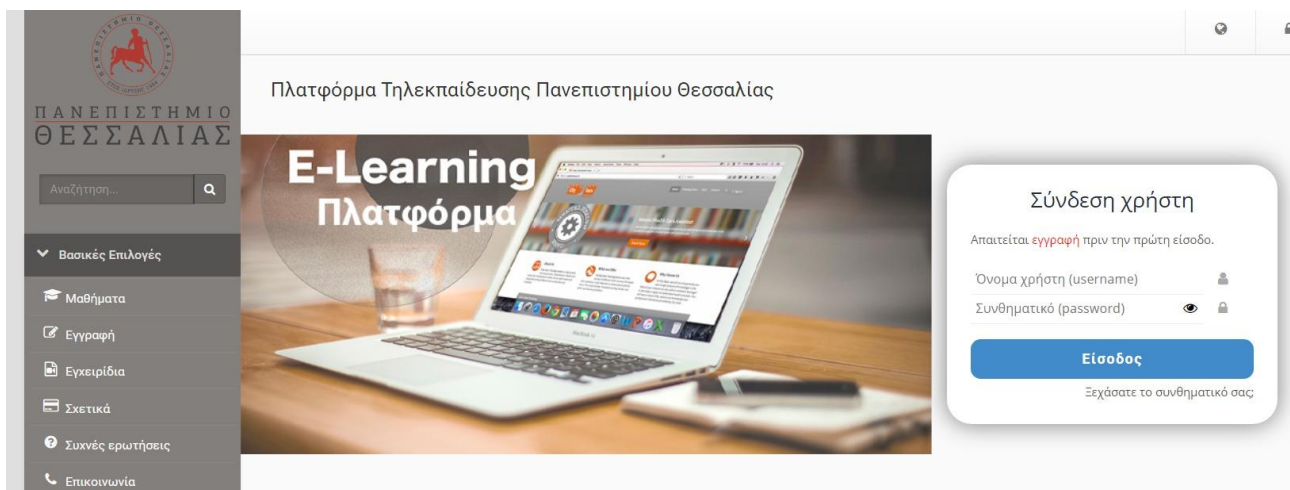 ΠΑΝΕΠΙΣΤΗΜΙΟ
ΘΕΣΣΑΛΙΑΣ
Αναζήτηση...
Βασικές Επιλογές
Μαθήματα
Εγγραφή
Εγχειρίδια
Σχετικά
Συχνές ερωτήσεις
Επικοινωνία
Πλατφόρμα Τηλεκπαίδευσης Πανεπιστημίου Θεσσαλίας
E-Learning
Πλατφόρμα
Σύνδεση χρήστη
Απαιτείται εγγραφή πριν την πρώτη είσοδο.
Όνομα χρήστη (username)
Συνθηματικό (password)
Είσοδος
Ξεχάσατε το συνθηματικό σας;